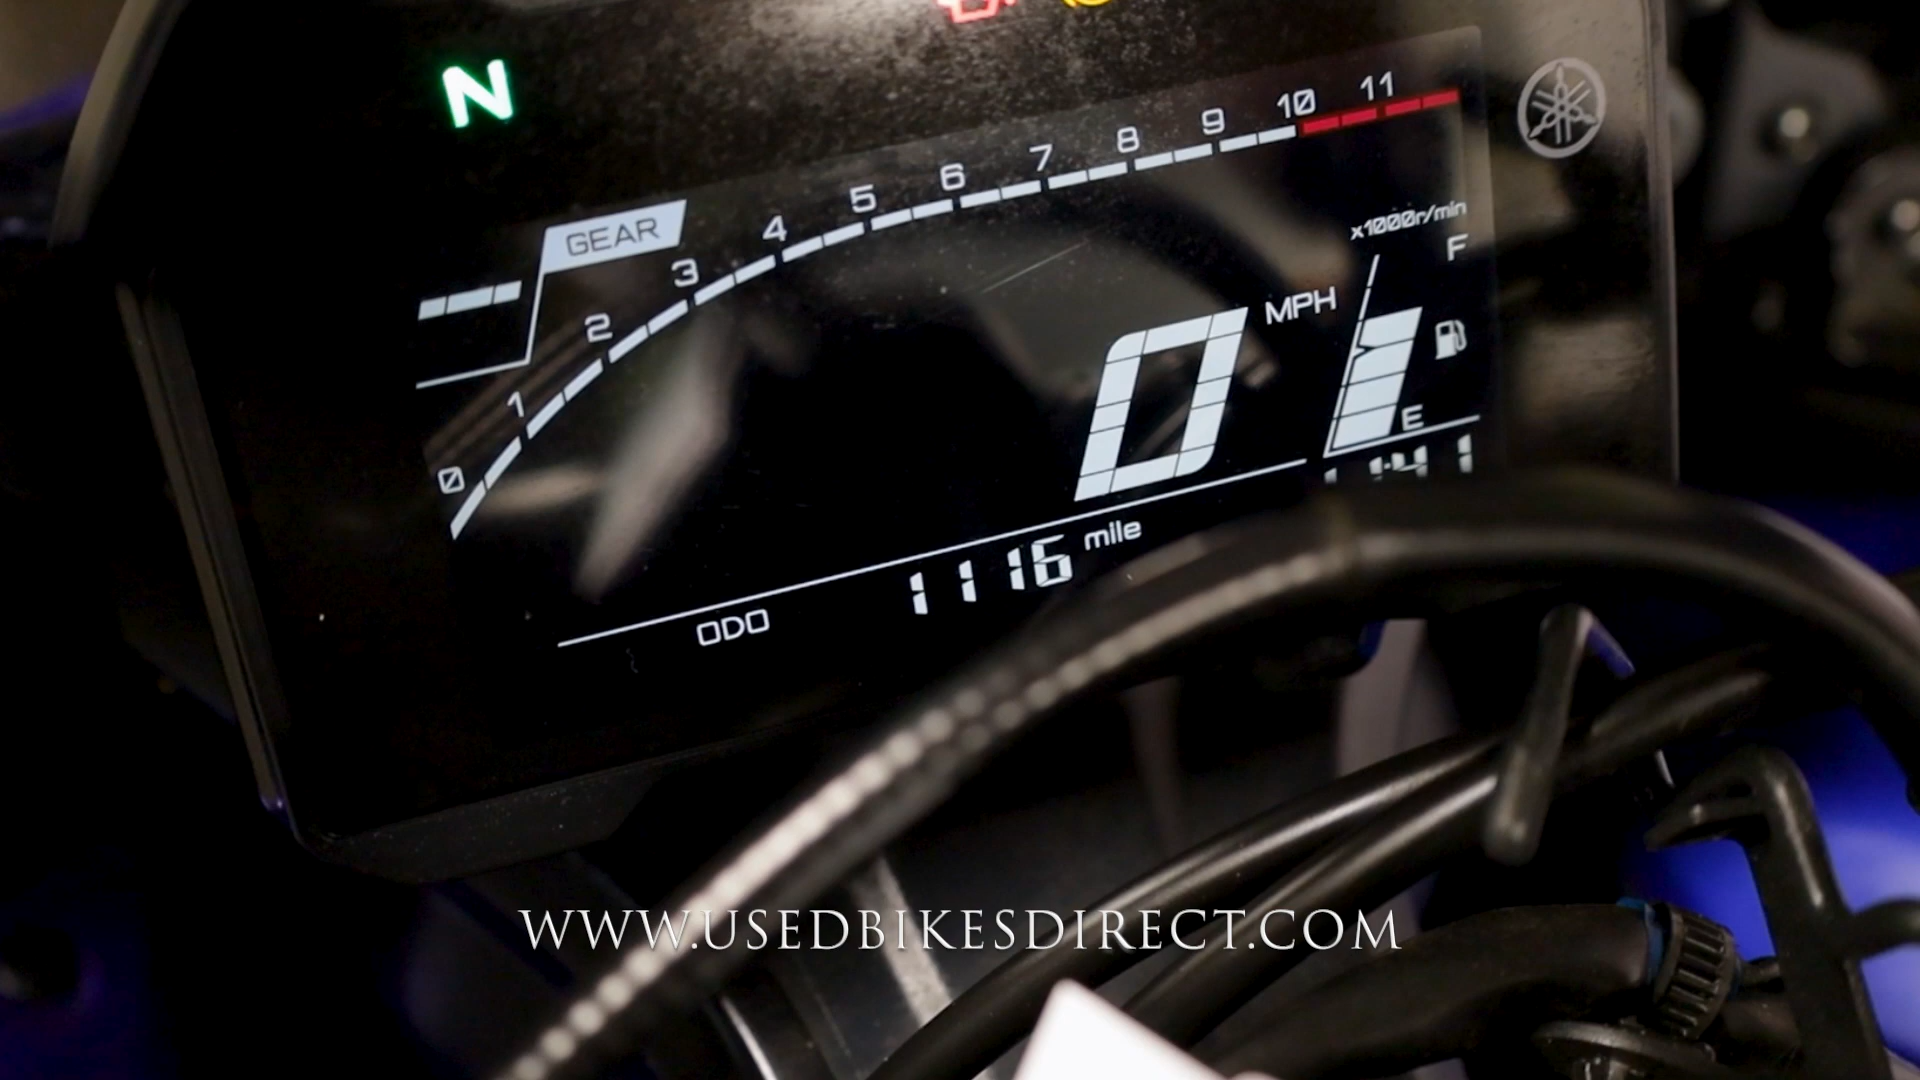 N
GEAR
0 1 2 3 4 5 6 7 8 9 10 11
x1000r/min
F
0 MPH
E
ODO 1116 mile
WWW.USEDBIKESDIRECT.COM